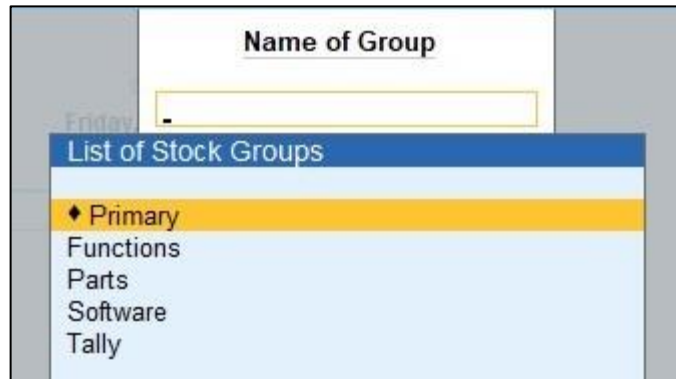 Name of Group
Friday,
List of Stock Groups
♦ Primary
Functions
Parts
Software
Tally